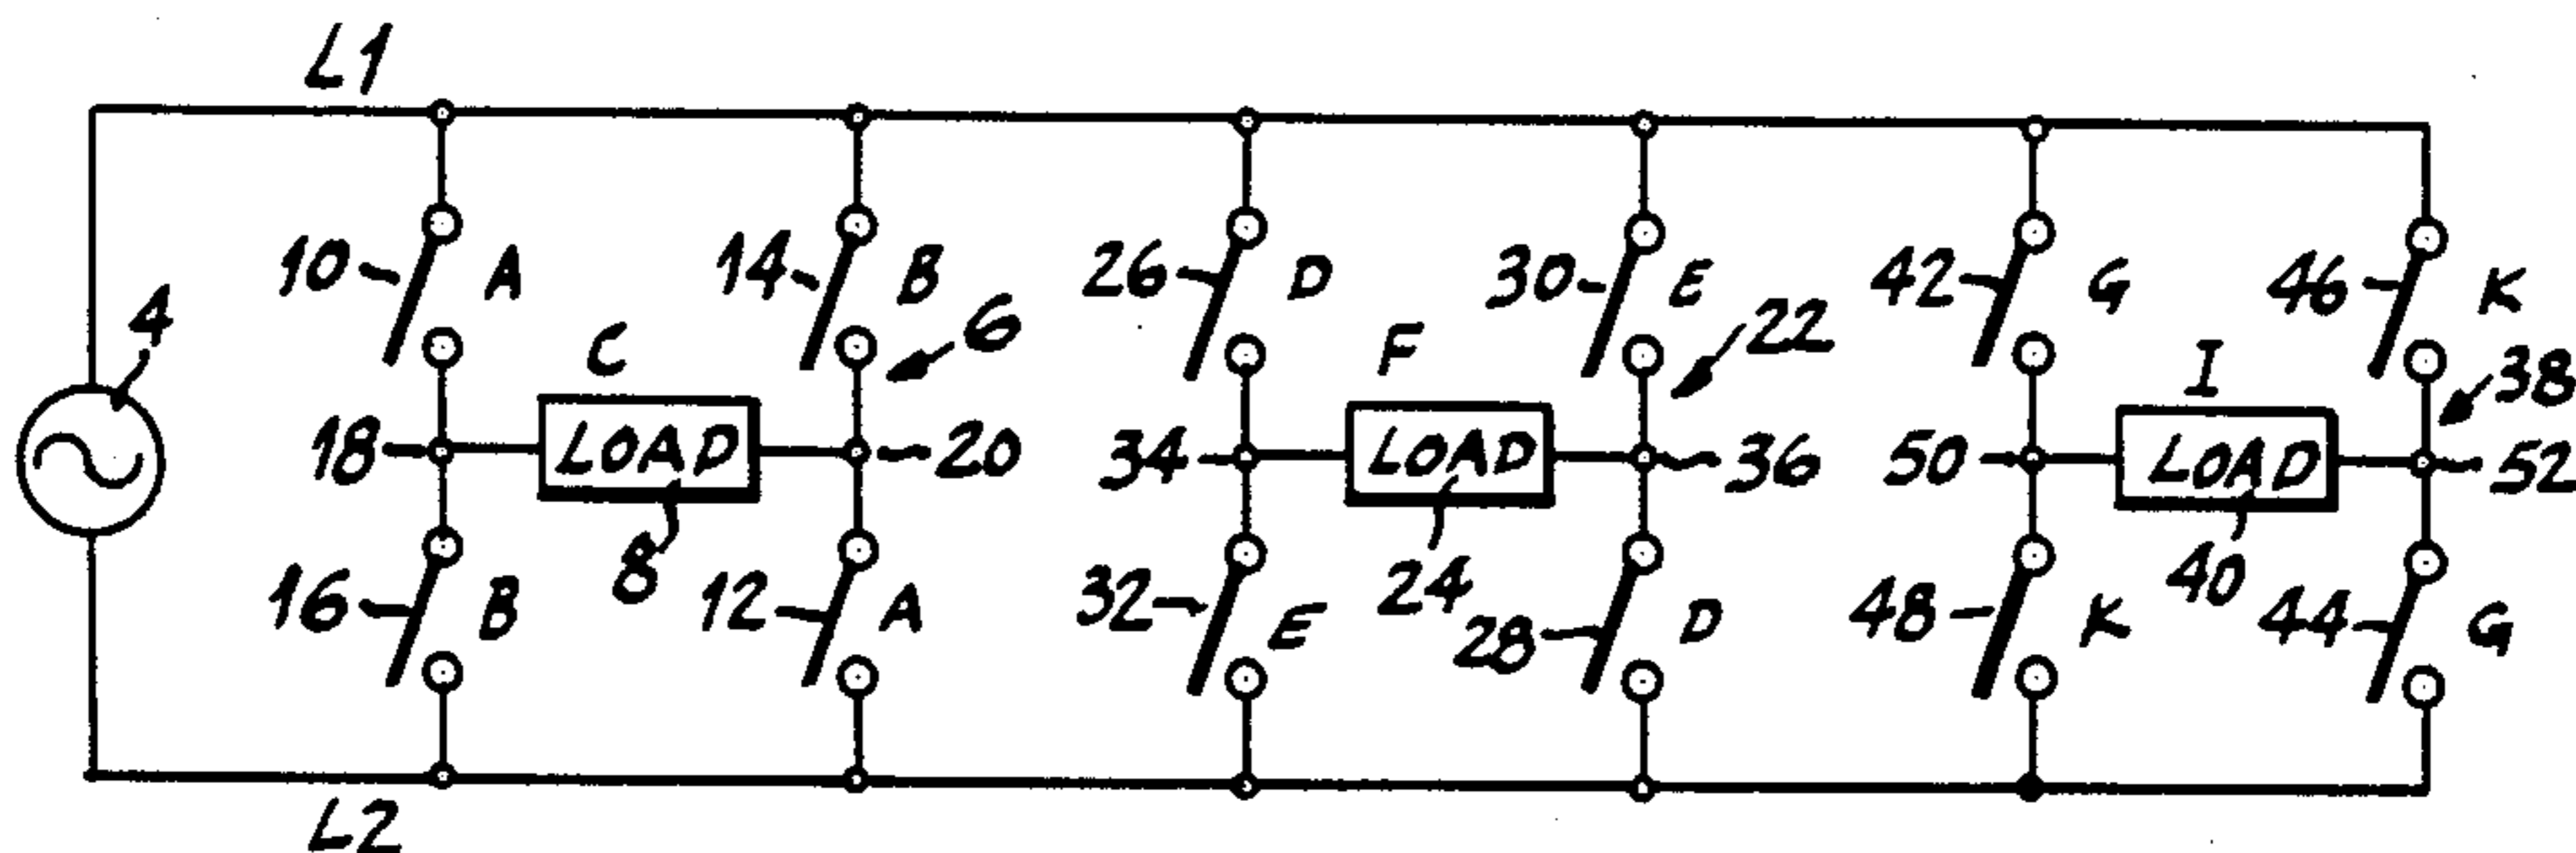 L1
10 A 14 B 26 D 30 E 42 G 46 K
4 C 6 F 22 I 38
18 LOAD 20 34 LOAD 36 50 LOAD 52
16 B 8 12 A 32 E 24 28 D 48 K 40 44 G
L2